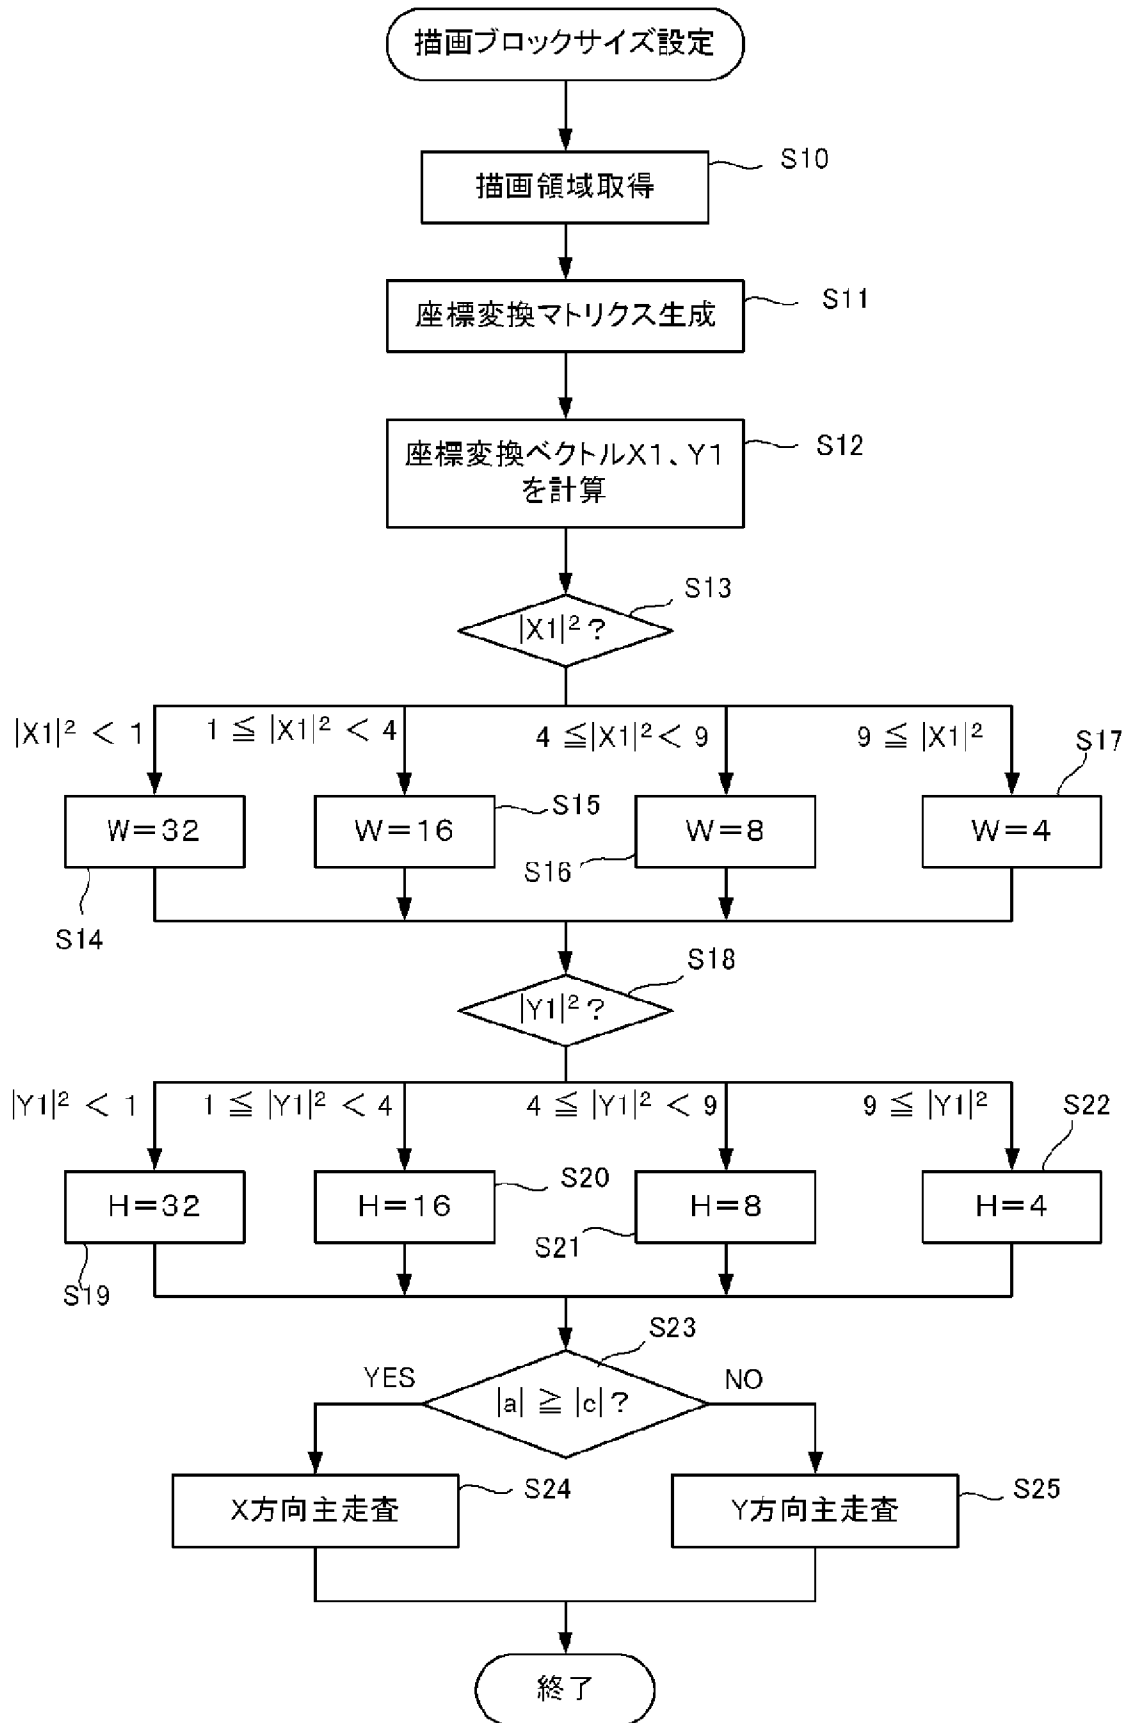 描画ブロックサイズ設定
S10
描画領域取得
S11
座標変換マトリクス生成
S12
座標変換ベクトルX1、Y1
を計算
S13
|X1|²?
|X1|² < 1
1 ≦ |X1|² < 4
4 ≦|X1|² < 9
9 ≦ |X1|²
S17
W=32
W=16
S15
W=8
W=4
S16
S14
S18
|Y1|²?
|Y1|² < 1
1 ≦ |Y1|² < 4
4 ≦ |Y1|² < 9
9 ≦ |Y1|²
S22
H=32
H=16
S20
H=8
H=4
S21
S19
S23
YES
|a| ≧ |c|?
NO
X方向主走査
S24
Y方向主走査
S25
終了